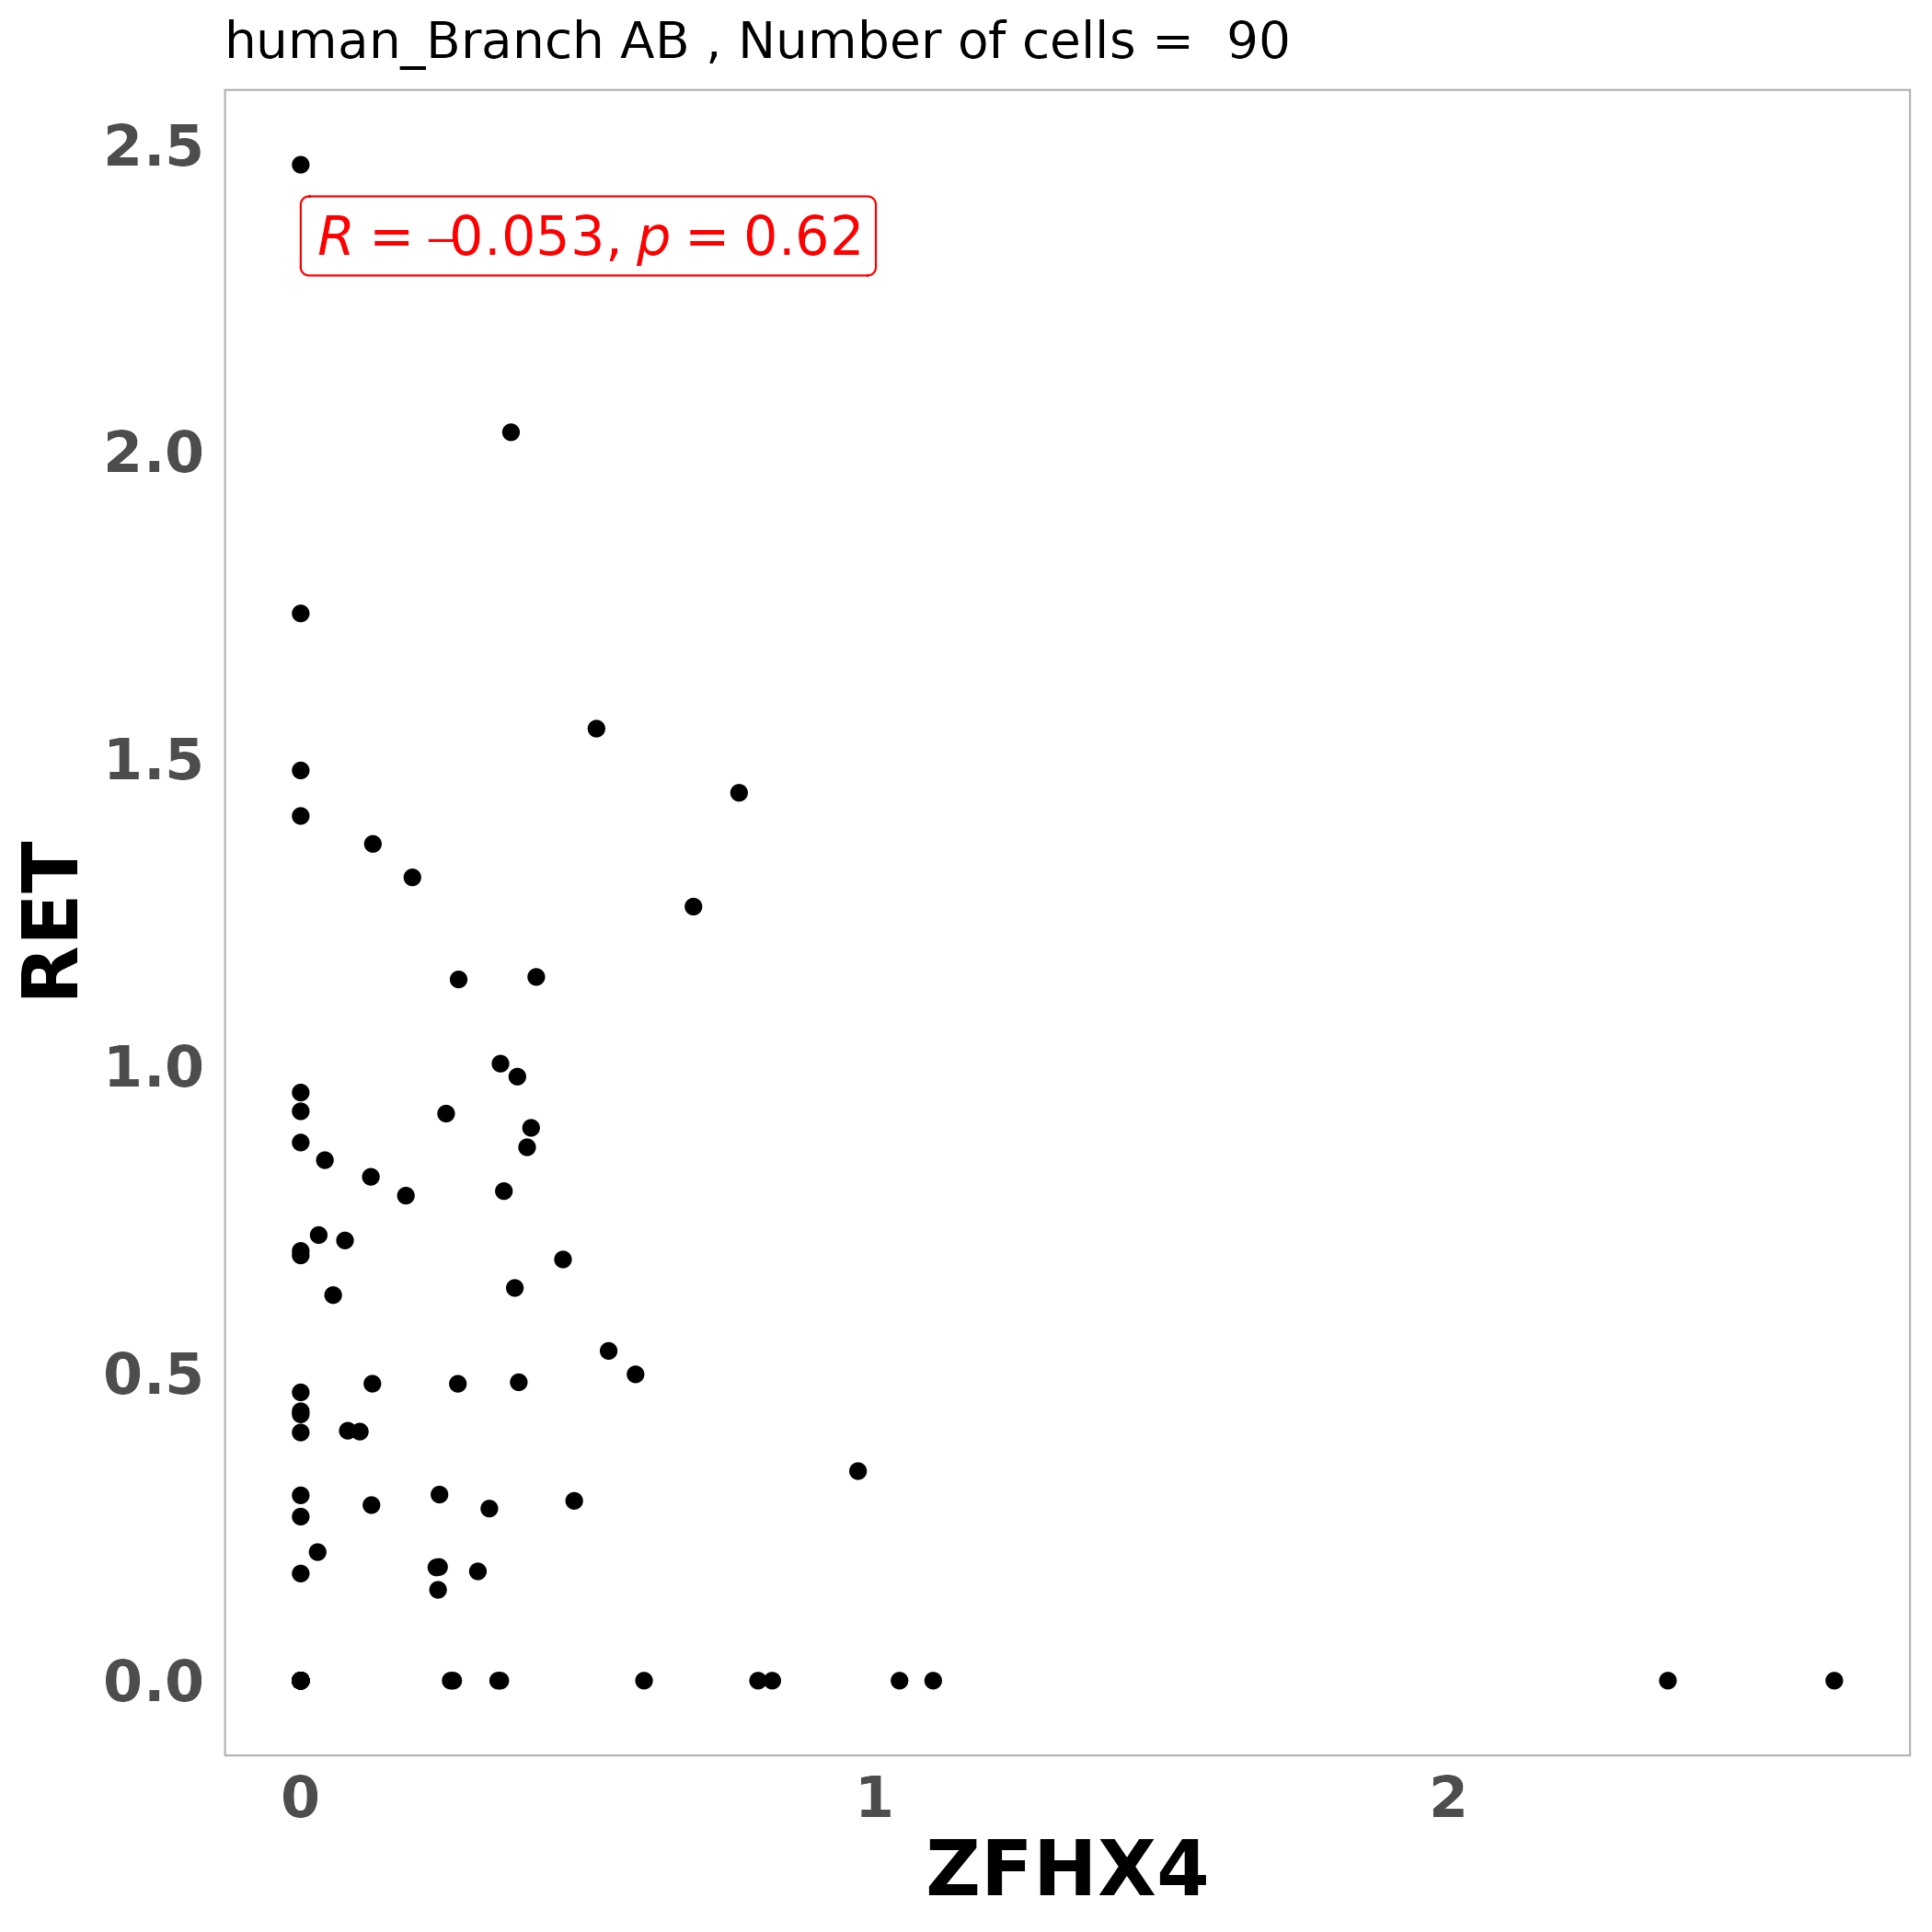 human_Branch AB , Number of cells =  90
2.5
R = –0.053, p = 0.62
2.0
1.5
RET
1.0
0.5
0.0
0 1 2
ZFHX4